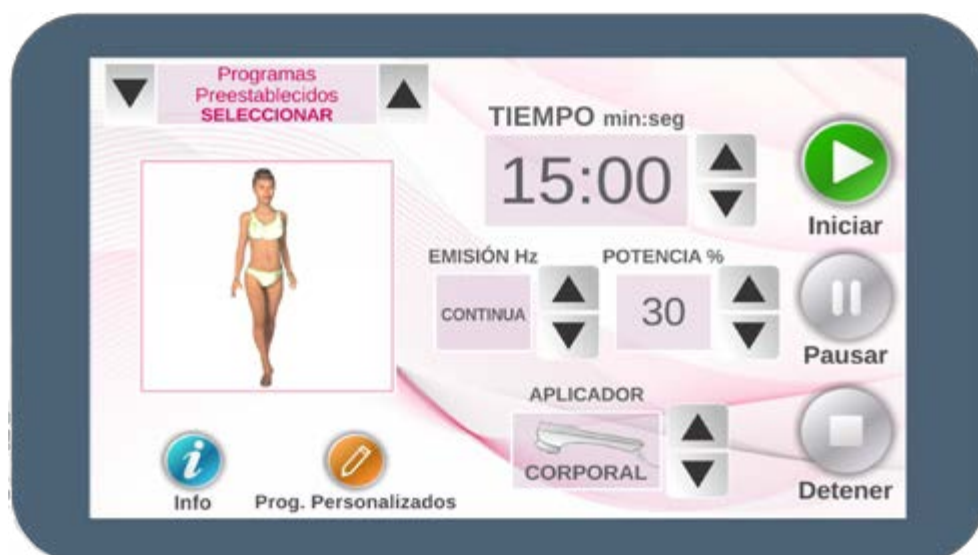 Programas
Preestablecidos
SELECCIONAR
TIEMPO min:seg
15:00
Iniciar
EMISIÓN Hz
POTENCIA %
CONTINUA
30
Pausar
APLICADOR
CORPORAL
Detener
Info
Prog. Personalizados